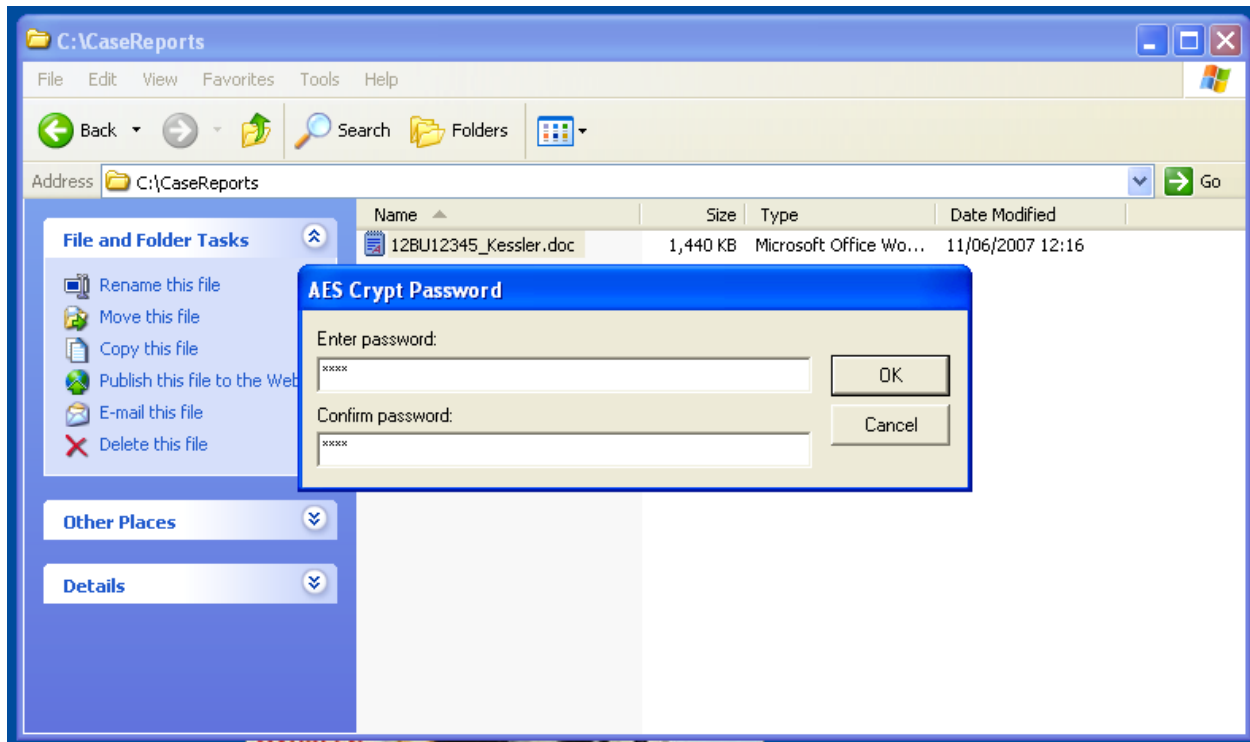 C:\CaseReports
File Edit View Favorites Tools Help
Back Search Folders
Address C:\CaseReports Go
Name Size Type Date Modified
12BU12345_Kessler.doc 1,440 KB Microsoft Office Wo... 11/06/2007 12:16
File and Folder Tasks
Rename this file
Move this file
Copy this file
Publish this file to the Web
E-mail this file
Delete this file
Other Places
Details
AES Crypt Password
Enter password:
****
OK
Confirm password:
****
Cancel